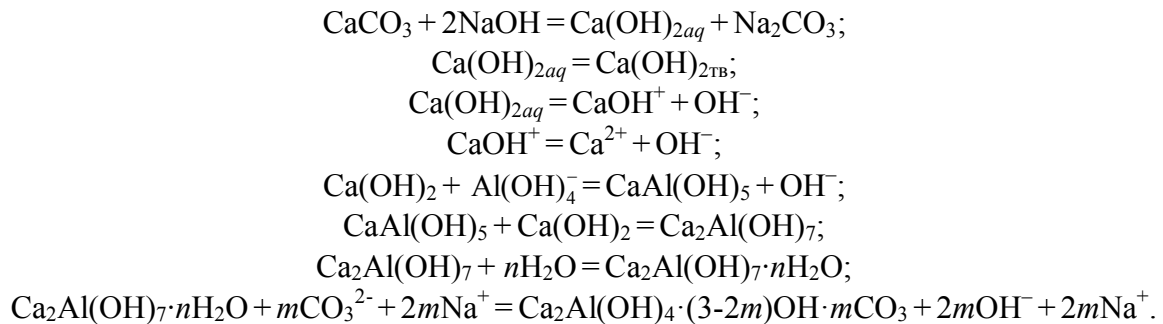 CaCO₃ + 2NaOH = Ca(OH)₂aq + Na₂CO₃;
Ca(OH)₂aq = Ca(OH)₂тв;
Ca(OH)₂aq = CaOH⁺ + OH⁻;
CaOH⁺ = Ca²⁺ + OH⁻;
Ca(OH)₂ + Al(OH)₄⁻ = CaAl(OH)₅ + OH⁻;
CaAl(OH)₅ + Ca(OH)₂ = Ca₂Al(OH)₇;
Ca₂Al(OH)₇ + nH₂O = Ca₂Al(OH)₇·nH₂O;
Ca₂Al(OH)₇·nH₂O + mCO₃²⁻ + 2mNa⁺ = Ca₂Al(OH)₄·(3-2m)OH·mCO₃ + 2mOH⁻ + 2mNa⁺.